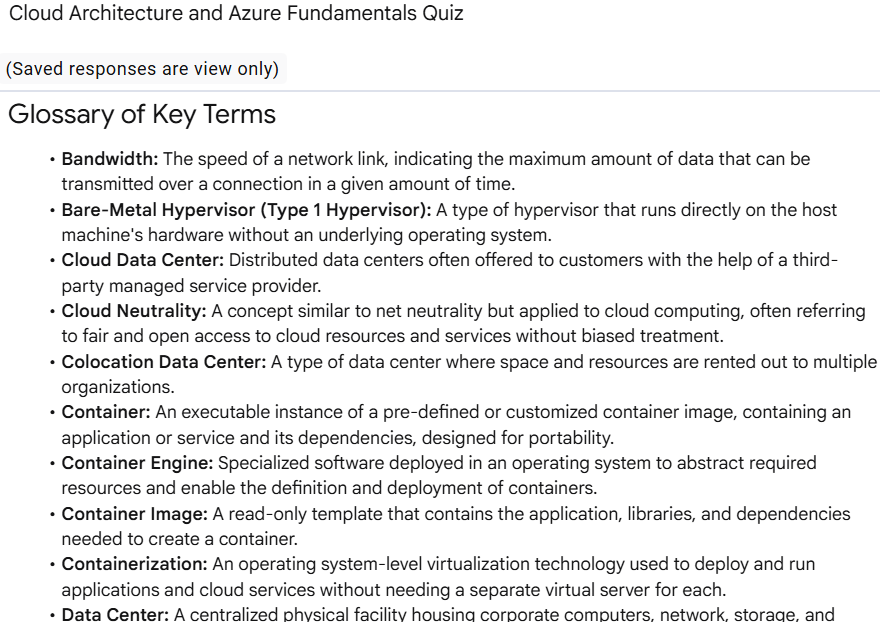 Cloud Architecture and Azure Fundamentals Quiz
(Saved responses are view only)
Glossary of Key Terms
• Bandwidth: The speed of a network link, indicating the maximum amount of data that can be
transmitted over a connection in a given amount of time.
• Bare-Metal Hypervisor (Type 1 Hypervisor): A type of hypervisor that runs directly on the host
machine's hardware without an underlying operating system.
• Cloud Data Center: Distributed data centers often offered to customers with the help of a third-
party managed service provider.
• Cloud Neutrality: A concept similar to net neutrality but applied to cloud computing, often referring
to fair and open access to cloud resources and services without biased treatment.
• Colocation Data Center: A type of data center where space and resources are rented out to multiple
organizations.
• Container: An executable instance of a pre-defined or customized container image, containing an
application or service and its dependencies, designed for portability.
• Container Engine: Specialized software deployed in an operating system to abstract required
resources and enable the definition and deployment of containers.
• Container Image: A read-only template that contains the application, libraries, and dependencies
needed to create a container.
• Containerization: An operating system-level virtualization technology used to deploy and run
applications and cloud services without needing a separate virtual server for each.
• Data Center: A centralized physical facility housing corporate computers, network, storage, and